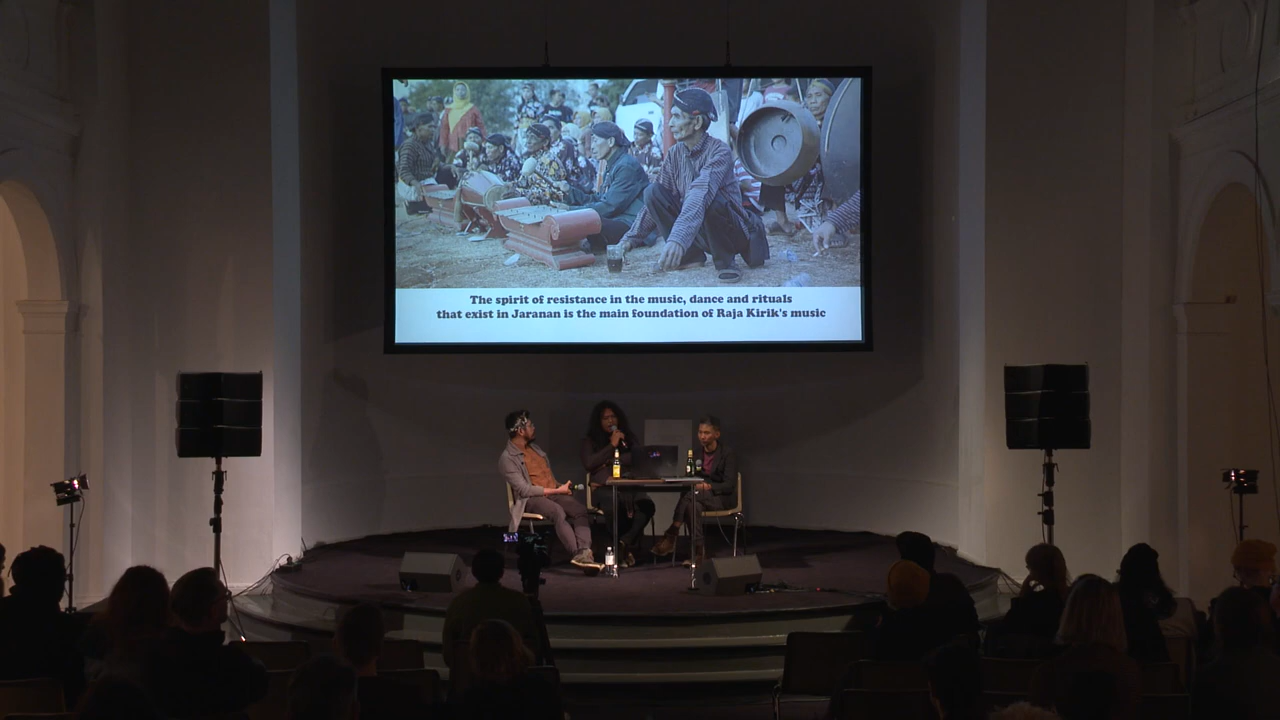 The spirit of resistance in the music, dance and rituals
that exist in Jaranan is the main foundation of Raja Kirik's music